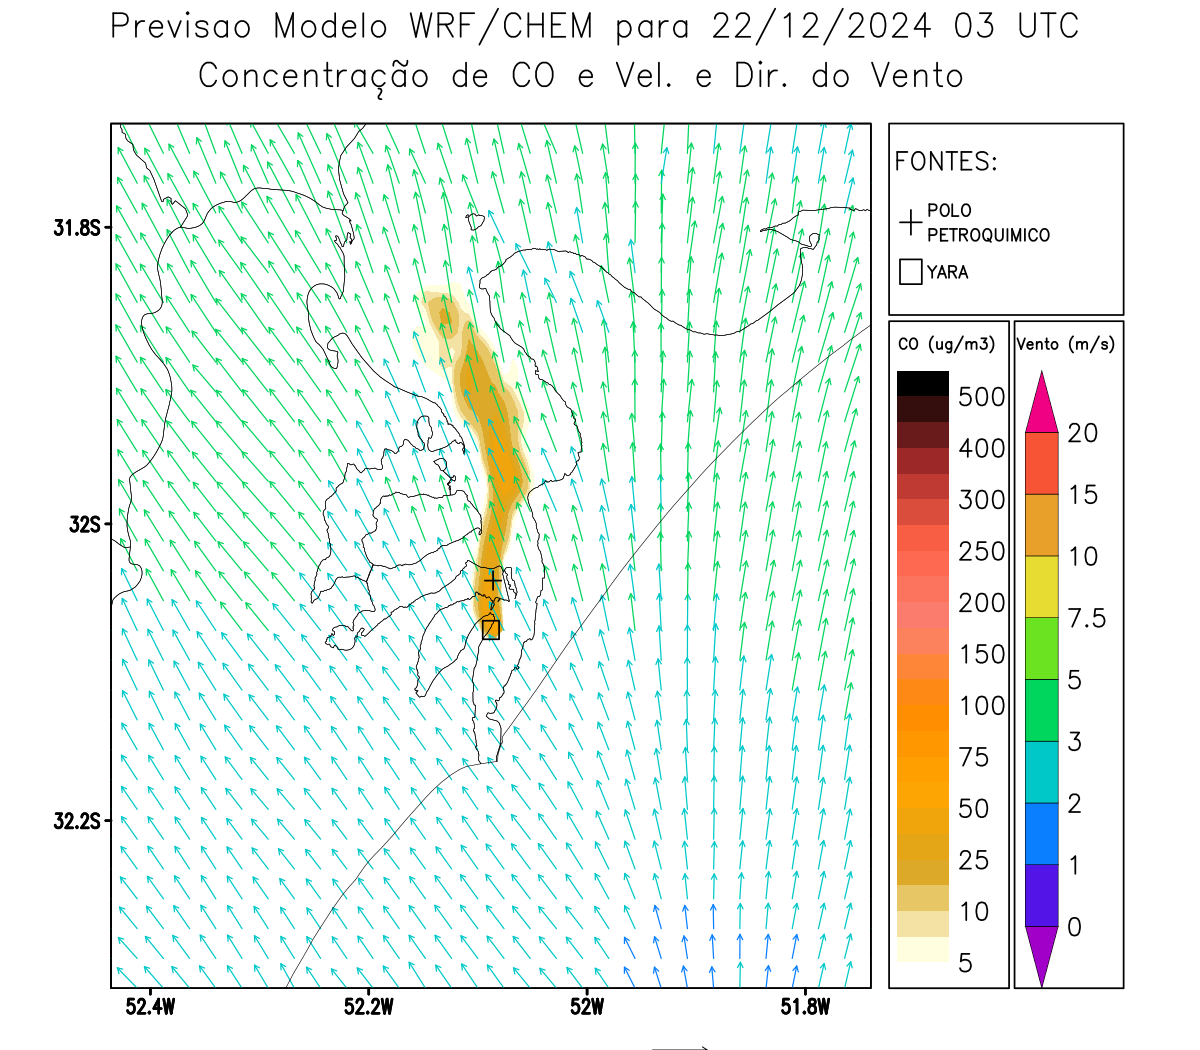 Previsao Modelo WRF/CHEM para 22/12/2024 03 UTC
Concentração de CO e Vel. e Dir. do Vento
FONTES:
POLO
PETROQUIMICO
YARA
31.8S
32S
32.2S
52.4W
52.2W
52W
51.8W
CO (ug/m3)
500
400
300
250
200
150
100
75
50
25
10
5
Vento (m/s)
20
15
10
7.5
5
3
2
1
0